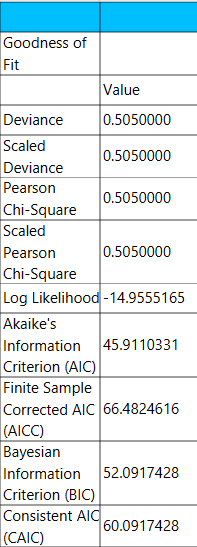 Goodness of
Fit
Value
Deviance 0.5050000
Scaled
Deviance 0.5050000
Pearson
Chi-Square 0.5050000
Scaled
Pearson
Chi-Square 0.5050000
Log Likelihood -14.9555165
Akaike's
Information
Criterion (AIC) 45.9110331
Finite Sample
Corrected AIC
(AICC) 66.4824616
Bayesian
Information
Criterion (BIC) 52.0917428
Consistent AIC
(CAIC) 60.0917428